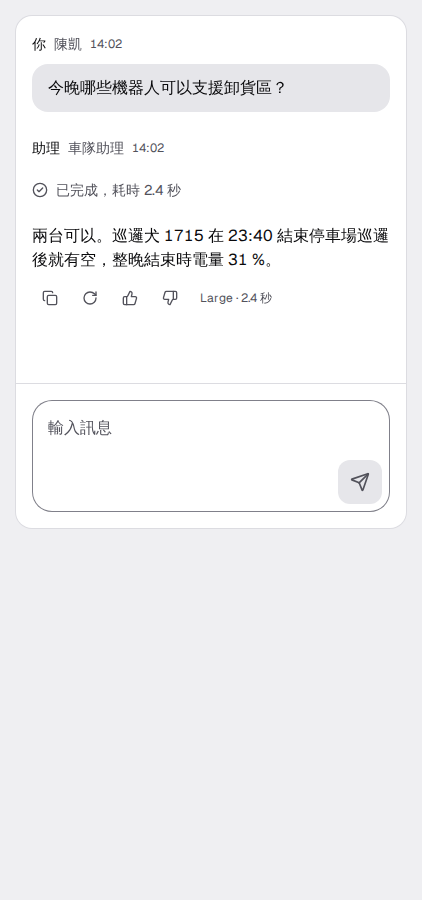 你 陳凱 14:02
今晚哪些機器人可以支援卸貨區？
助理 車隊助理 14:02
已完成，耗時 2.4 秒
兩台可以。巡邏犬 1715 在 23:40 結束停車場巡邏
後就有空，整晚結束時電量 31 %。
Large · 2.4 秒
輸入訊息